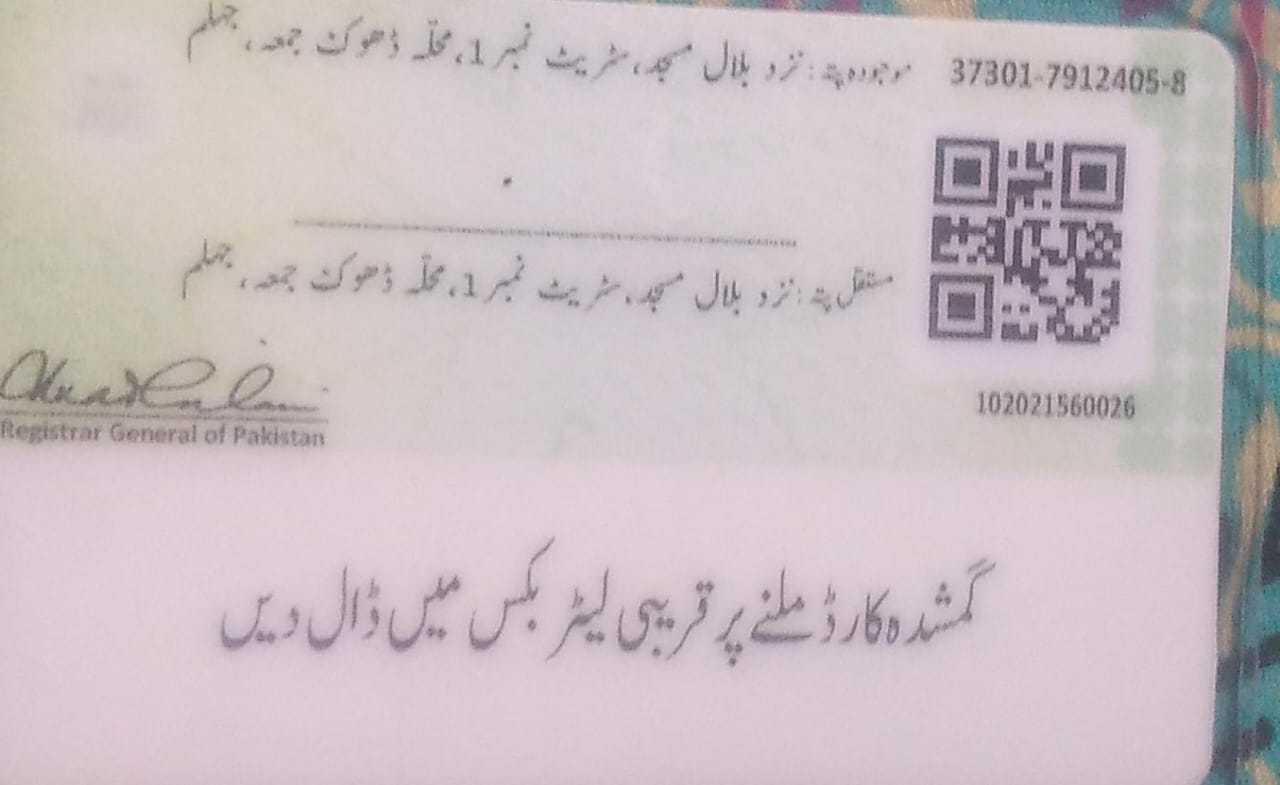 37301-7912405-8
موجودہ پتہ: نزد بلال مسجد، سٹریٹ نمبر 1، محلّہ ڈھوک جمعہ، جہلم
مستقل پتہ: نزد بلال مسجد، سٹریٹ نمبر 1، محلّہ ڈھوک جمعہ، جہلم
102021560026
Registrar General of Pakistan
گمشدہ کارڈ ملنے پر قریبی لیٹر بکس میں ڈال دیں